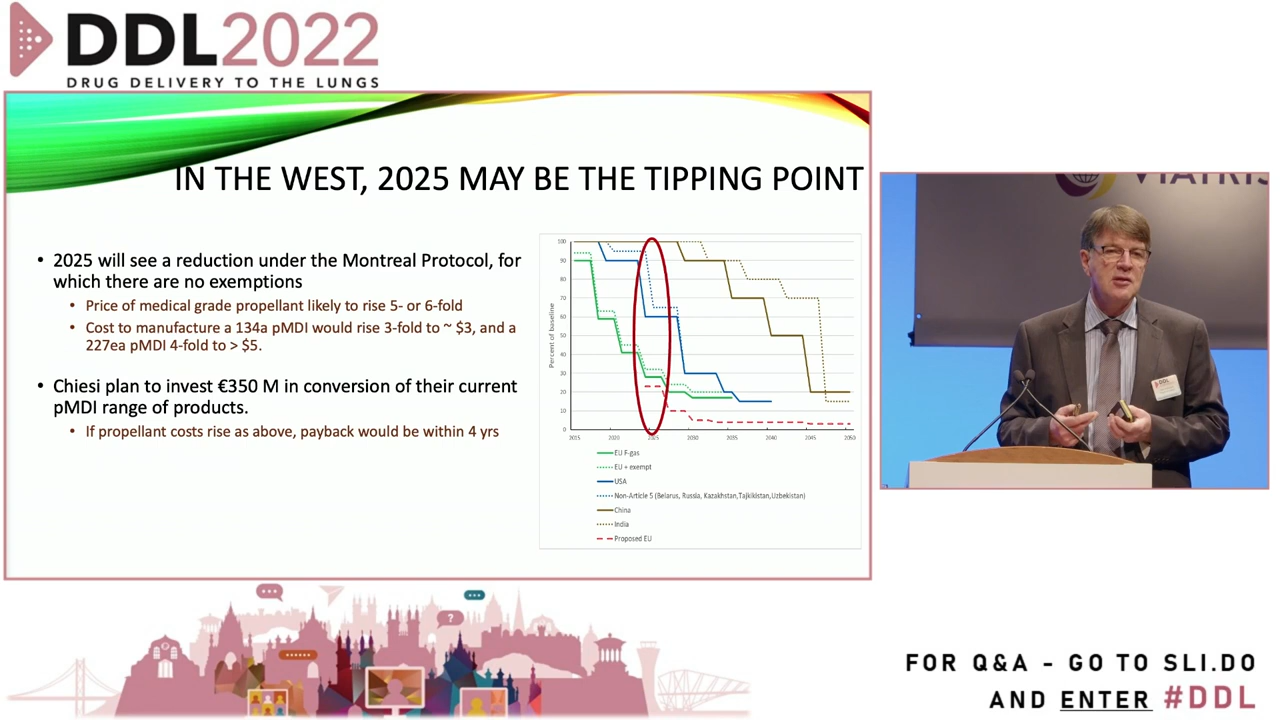 DDL2022
DRUG DELIVERY TO THE LUNGS
IN THE WEST, 2025 MAY BE THE TIPPING POINT
• 2025 will see a reduction under the Montreal Protocol, for
which there are no exemptions
• Price of medical grade propellant likely to rise 5- or 6-fold
• Cost to manufacture a 134a pMDI would rise 3-fold to ~ $3, and a
227ea pMDI 4-fold to > $5.
• Chiesi plan to invest €350 M in conversion of their current
pMDI range of products.
• If propellant costs rise as above, payback would be within 4 yrs
Percent of baseline
100
90
80
70
60
50
40
30
20
10
0
2015 2020 2025 2030 2035 2040 2045 2050
EU F-gas
EU + exempt
USA
Non-Article 5 (Belarus, Russia, Kazakhstan,Tajkikistan,Uzbekistan)
China
India
Proposed EU
VIATRIS
DDL
?
FOR Q&A - GO TO SLI.DO
AND ENTER #DDL